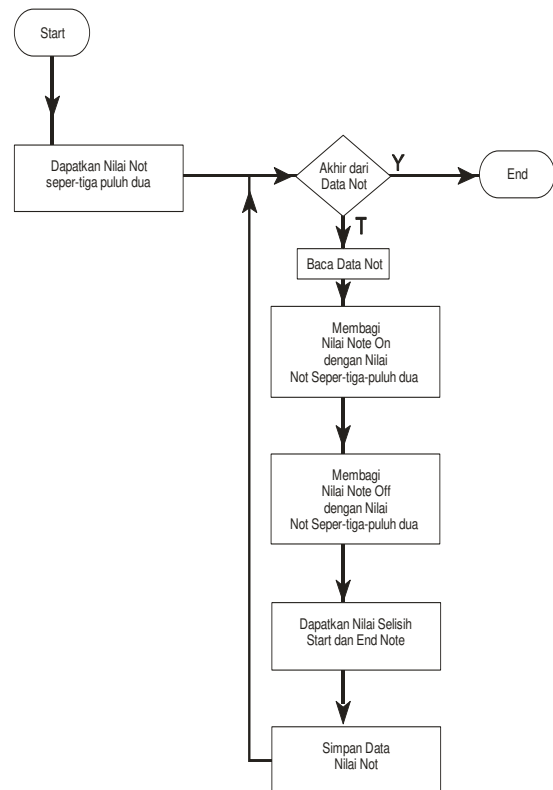 Start
Dapatkan Nilai Not
seper-tiga puluh dua
Akhir dari
Data Not
Y
End
T
Baca Data Not
Membagi
Nilai Note On
dengan Nilai
Not Seper-tiga-puluh dua
Membagi
Nilai Note Off
dengan Nilai
Not Seper-tiga-puluh dua
Dapatkan Nilai Selisih
Start dan End Note
Simpan Data
Nilai Not